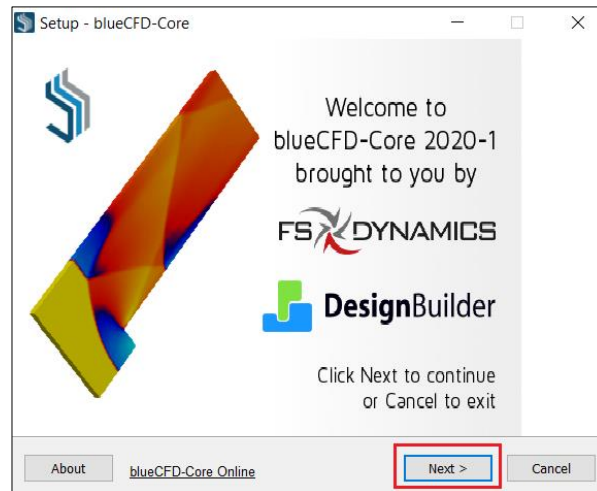 Setup - blueCFD-Core
Welcome to
blueCFD-Core 2020-1
brought to you by
FS DYNAMICS
DesignBuilder
Click Next to continue
or Cancel to exit
About
blueCFD-Core Online
Next >
Cancel